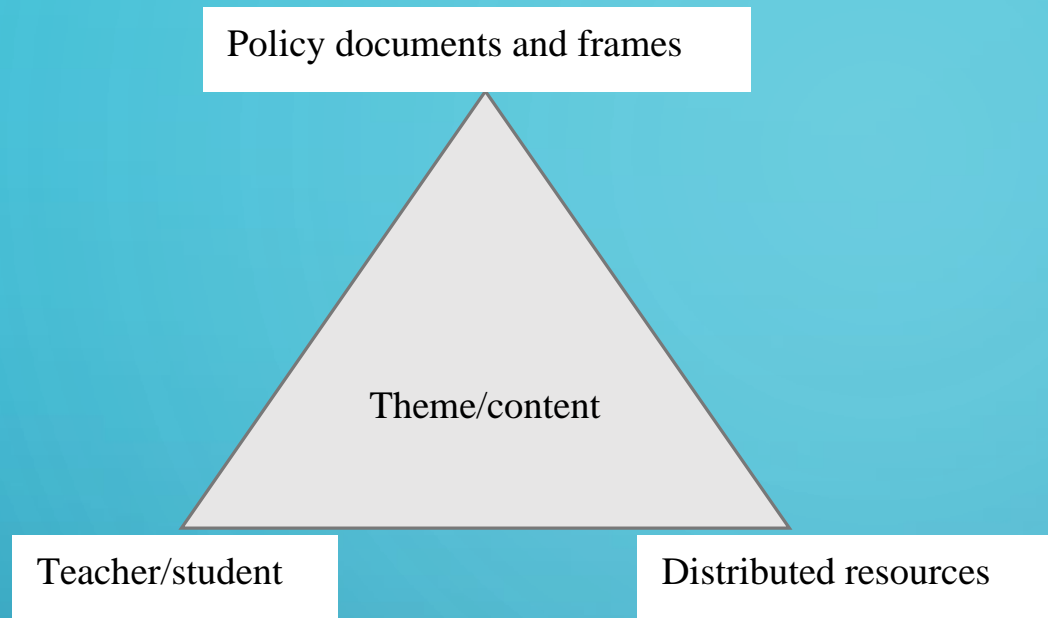 Policy documents and frames
Theme/content
Teacher/student
Distributed resources